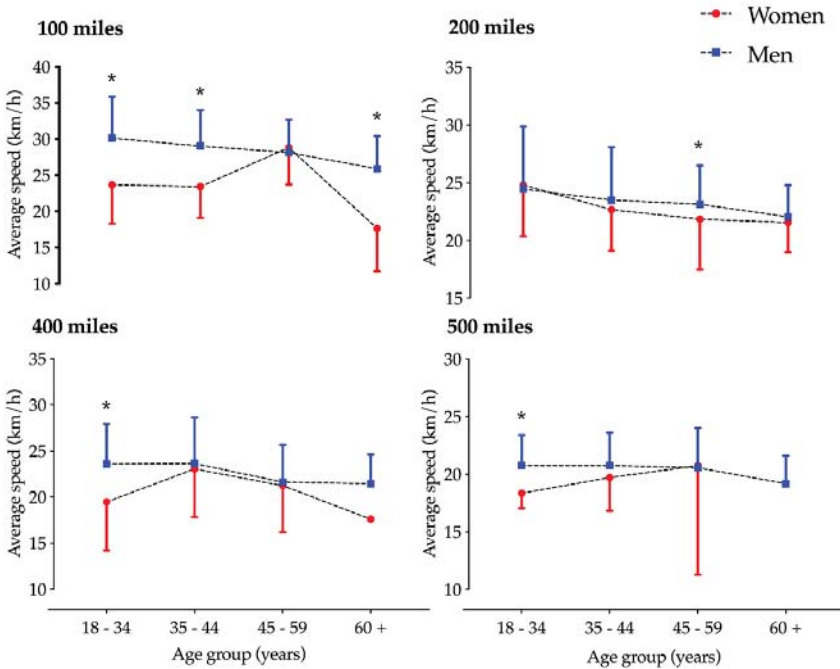 Women
Men
100 miles
*
*
*
Average speed (km/h)
40
35
30
25
20
15
10
200 miles
*
Average speed (km/h)
35
30
25
20
15
400 miles
*
Average speed (km/h)
35
30
25
20
15
10
18 - 34
35 - 44
45 - 59
60 +
Age group (years)
500 miles
*
Average speed (km/h)
30
25
20
15
10
18 - 34
35 - 44
45 - 59
60 +
Age group (years)